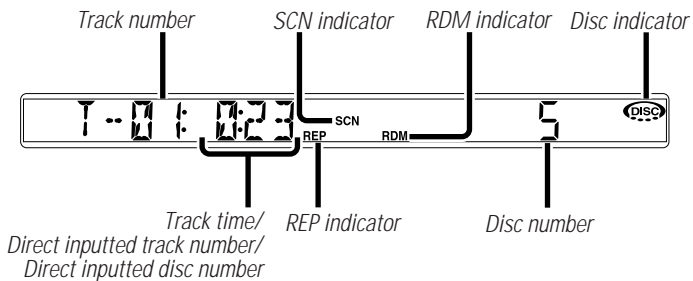 Track number
SCN indicator
RDM indicator
Disc indicator
T-01: 0:23
SCN
REP
RDM
5
DISC
Track time/
Direct inputted track number/
Direct inputted disc number
REP indicator
Disc number